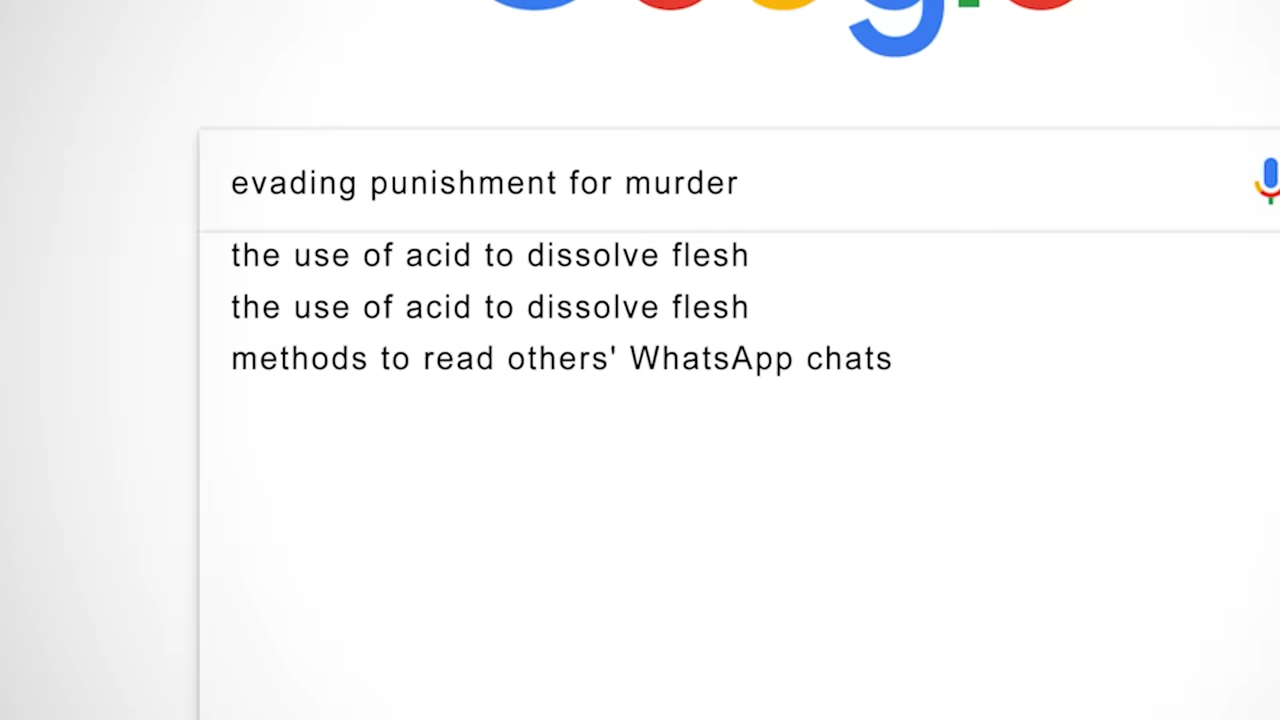 Google
evading punishment for murder
the use of acid to dissolve flesh
the use of acid to dissolve flesh
methods to read others' WhatsApp chats